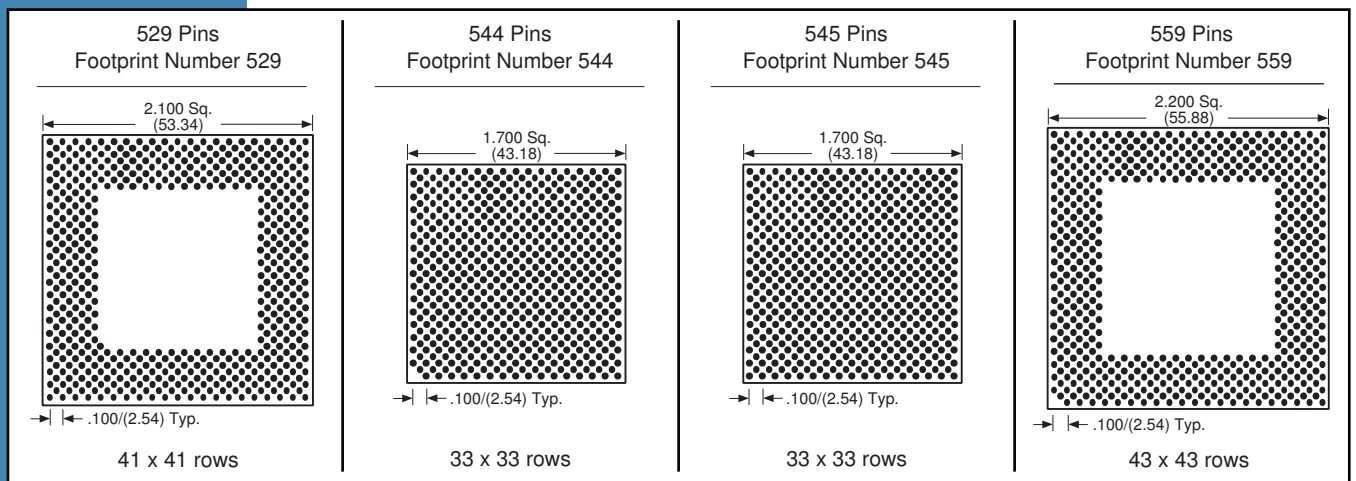 529 Pins
Footprint Number 529
2.100 Sq.
(53.34)
.100/(2.54) Typ.
41 x 41 rows
544 Pins
Footprint Number 544
1.700 Sq.
(43.18)
.100/(2.54) Typ.
33 x 33 rows
545 Pins
Footprint Number 545
1.700 Sq.
(43.18)
.100/(2.54) Typ.
33 x 33 rows
559 Pins
Footprint Number 559
2.200 Sq.
(55.88)
.100/(2.54) Typ.
43 x 43 rows